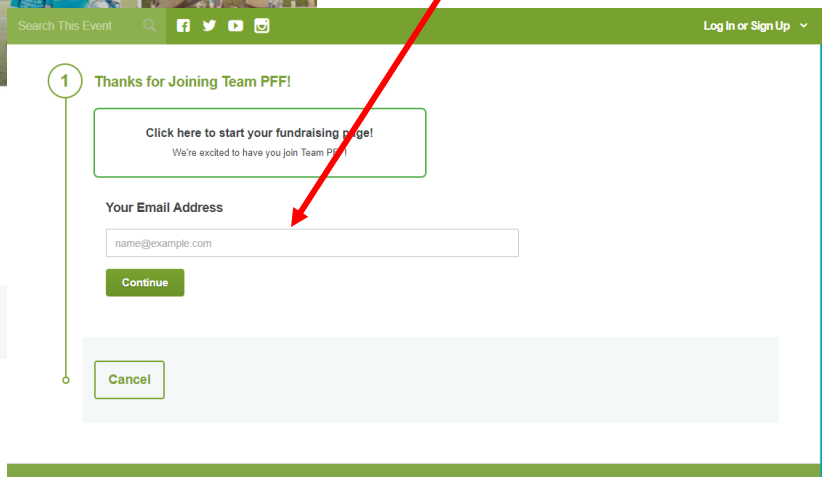 Search This Event
Log In or Sign Up
1
Thanks for Joining Team PFF!
Click here to start your fundraising page!
We're excited to have you join Team PFF!
Your Email Address
name@example.com
Continue
Cancel